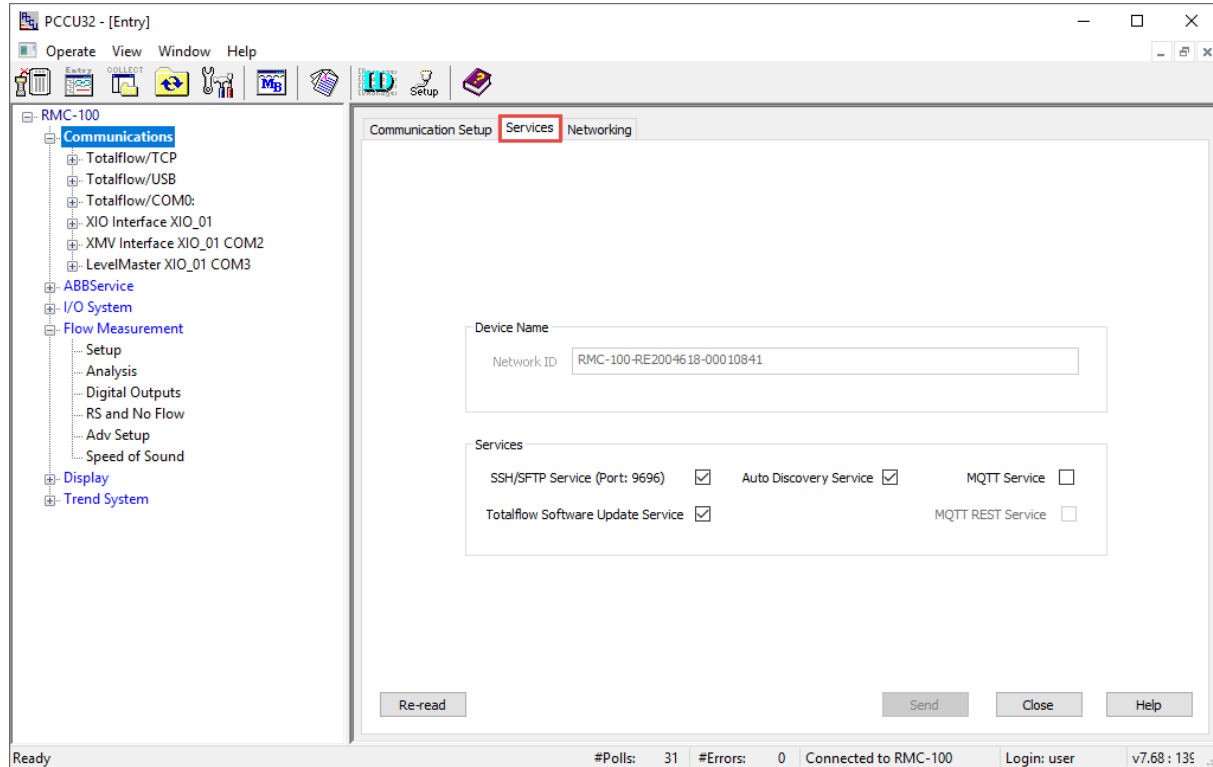 PCCU32 - [Entry]
Operate View Window Help
Entry COLLECT MB ID Manager Setup
RMC-100
Communications
Totalflow/TCP
Totalflow/USB
Totalflow/COM0:
XIO Interface XIO_01
XMV Interface XIO_01 COM2
LevelMaster XIO_01 COM3
ABBService
I/O System
Flow Measurement
Setup
Analysis
Digital Outputs
RS and No Flow
Adv Setup
Speed of Sound
Display
Trend System
Communication Setup Services Networking
Device Name
Network ID RMC-100-RE2004618-00010841
Services
SSH/SFTP Service (Port: 9696) Auto Discovery Service MQTT Service
Totalflow Software Update Service MQTT REST Service
Re-read Send Close Help
Ready #Polls: 31 #Errors: 0 Connected to RMC-100 Login: user v7.68 : 139